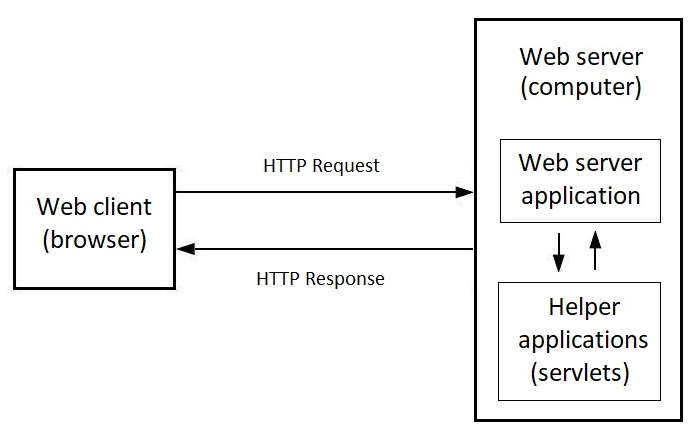 Web server
(computer)
Web server
application
HTTP Request
Web client
(browser)
HTTP Response
Helper
applications
(servlets)